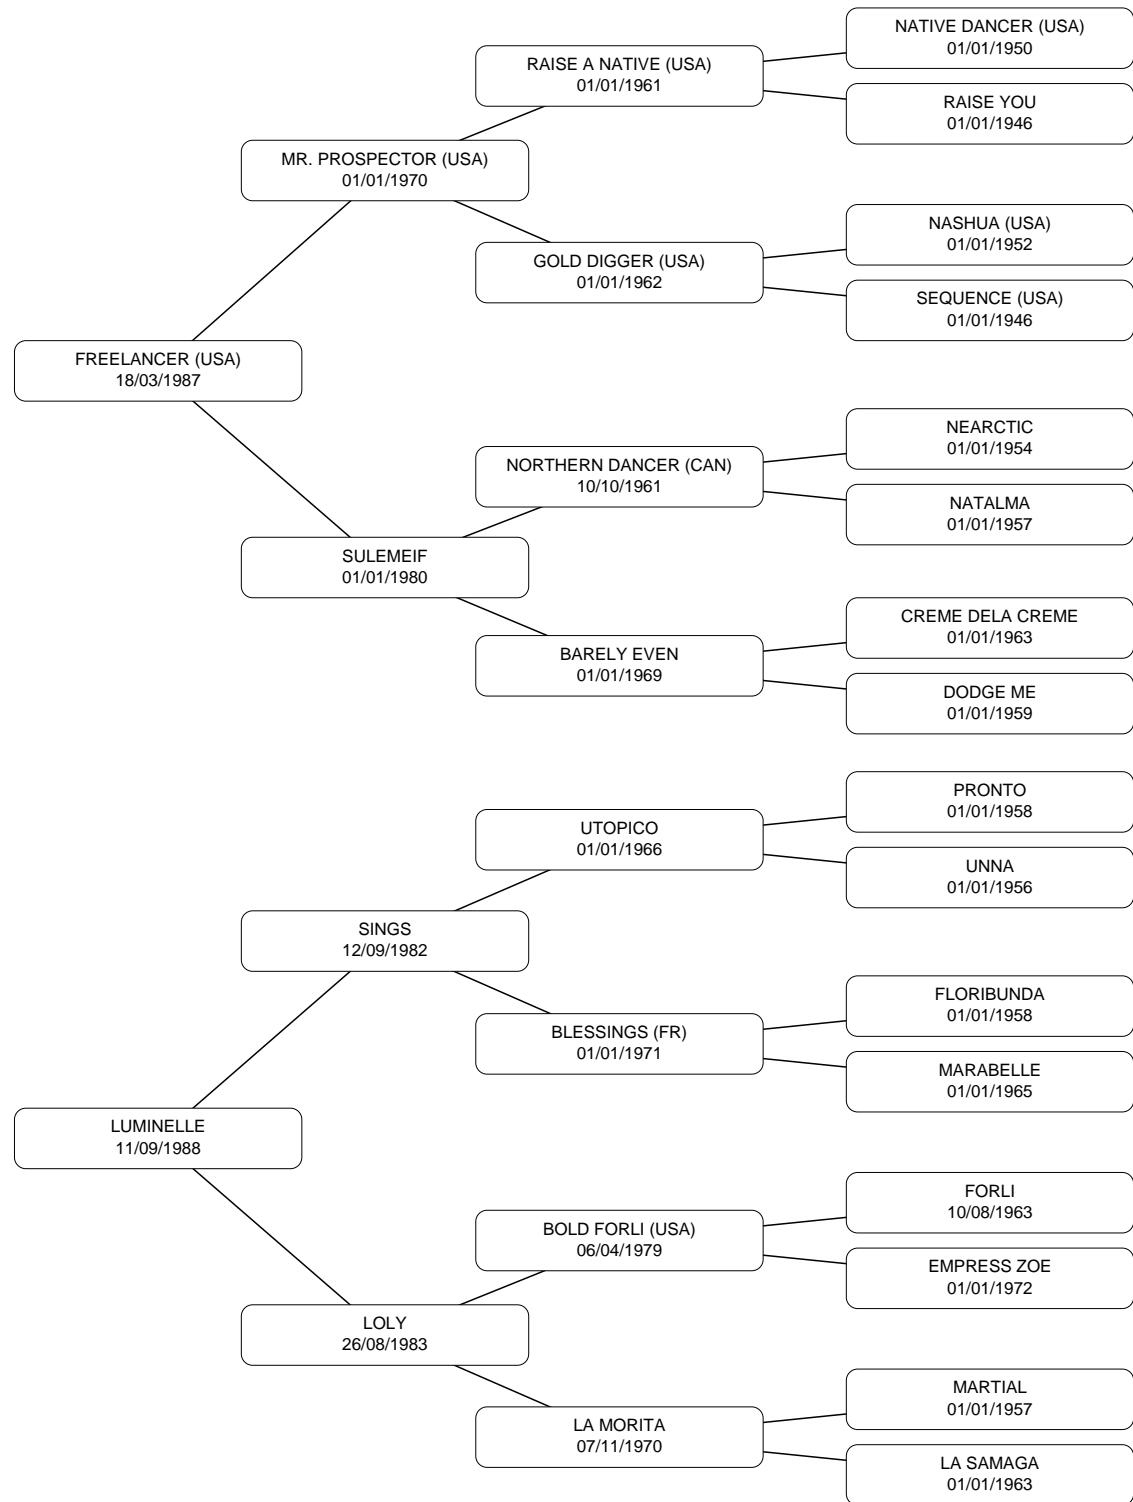 NATIVE DANCER (USA)
01/01/1950
RAISE A NATIVE (USA)
01/01/1961
RAISE YOU
01/01/1946
MR. PROSPECTOR (USA)
01/01/1970
NASHUA (USA)
01/01/1952
GOLD DIGGER (USA)
01/01/1962
SEQUENCE (USA)
01/01/1946
FREELANCER (USA)
18/03/1987
NEARCTIC
01/01/1954
NORTHERN DANCER (CAN)
10/10/1961
NATALMA
01/01/1957
SULEMEIF
01/01/1980
CREME DELA CREME
01/01/1963
BARELY EVEN
01/01/1969
DODGE ME
01/01/1959
PRONTO
01/01/1958
UTOPICO
01/01/1966
UNNA
01/01/1956
SINGS
12/09/1982
FLORIBUNDA
01/01/1958
BLESSINGS (FR)
01/01/1971
MARABELLE
01/01/1965
LUMINELLE
11/09/1988
FORLI
10/08/1963
BOLD FORLI (USA)
06/04/1979
EMPRESS ZOE
01/01/1972
LOLY
26/08/1983
MARTIAL
01/01/1957
LA MORITA
07/11/1970
LA SAMAGA
01/01/1963